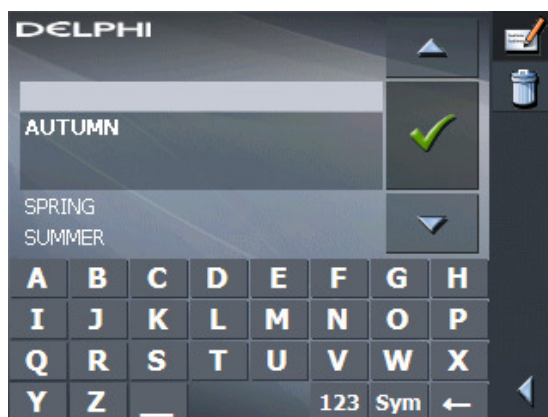 DELPHI
AUTUMN
SPRING
SUMMER
A B C D E F G H
I J K L M N O P
Q R S T U V W X
Y Z _ 123 Sym ←